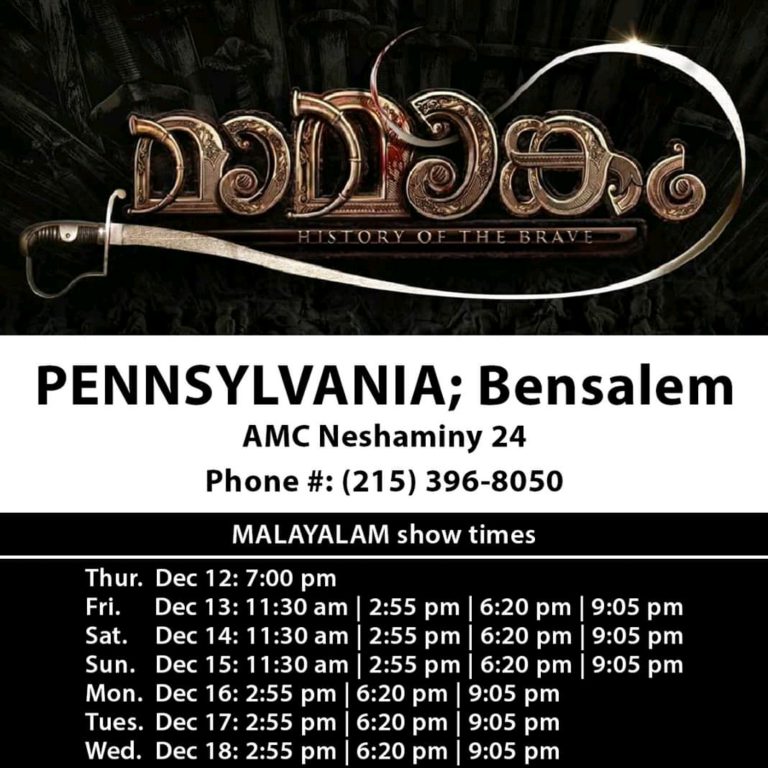 മാമാങ്കം
HISTORY OF THE BRAVE
PENNSYLVANIA; Bensalem
AMC Neshaminy 24
Phone #: (215) 396-8050
MALAYALAM show times
Thur. Dec 12: 7:00 pm
Fri. Dec 13: 11:30 am | 2:55 pm | 6:20 pm | 9:05 pm
Sat. Dec 14: 11:30 am | 2:55 pm | 6:20 pm | 9:05 pm
Sun. Dec 15: 11:30 am | 2:55 pm | 6:20 pm | 9:05 pm
Mon. Dec 16: 2:55 pm | 6:20 pm | 9:05 pm
Tues. Dec 17: 2:55 pm | 6:20 pm | 9:05 pm
Wed. Dec 18: 2:55 pm | 6:20 pm | 9:05 pm